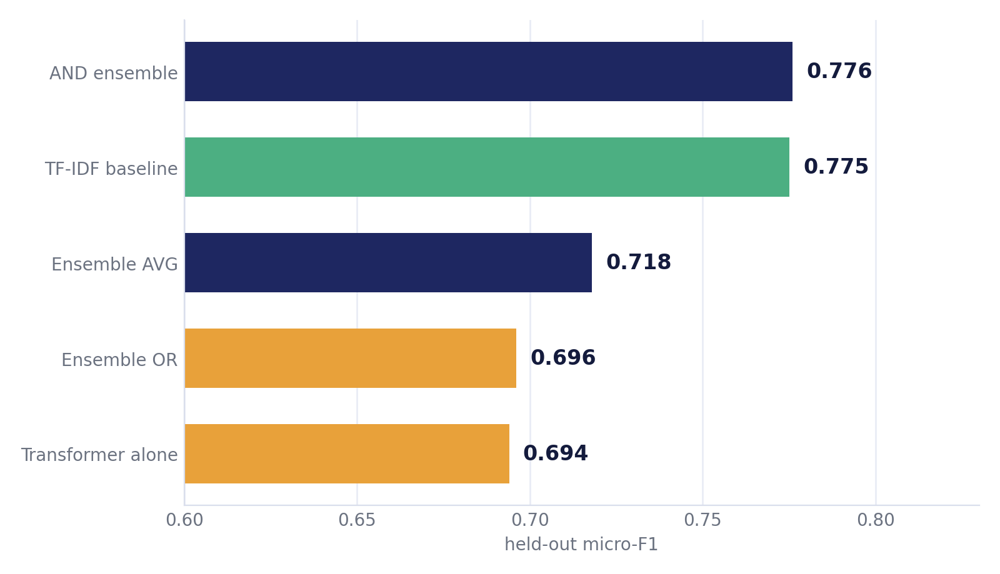 AND ensemble
0.776
TF-IDF baseline
0.775
Ensemble AVG
0.718
Ensemble OR
0.696
Transformer alone
0.694
0.60 0.65 0.70 0.75 0.80
held-out micro-F1